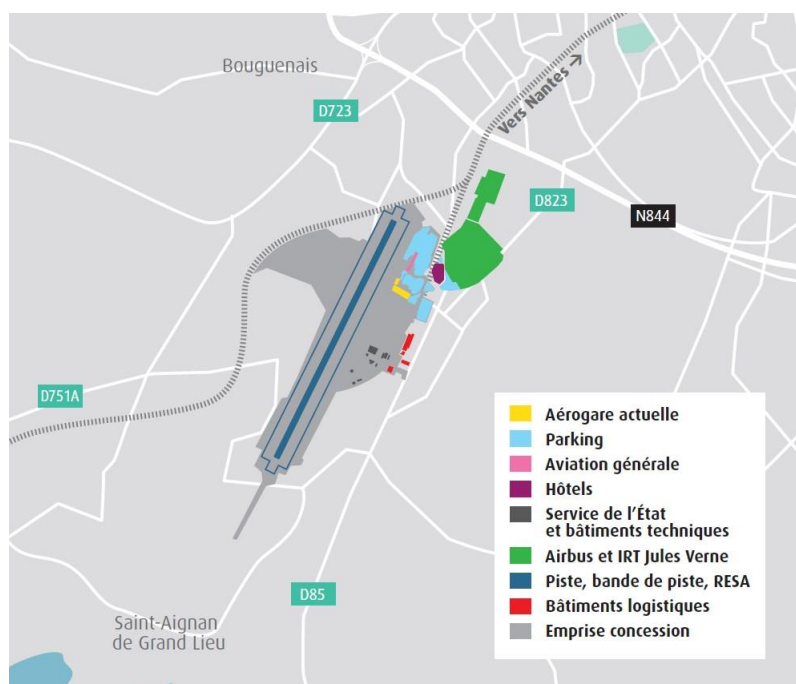 Bouguenais
D723
Vers Nantes ↗
D823
N844
D751A
D85
Saint-Aignan
de Grand Lieu
Aérogare actuelle
Parking
Aviation générale
Hôtels
Service de l'État
et bâtiments techniques
Airbus et IRT Jules Verne
Piste, bande de piste, RESA
Bâtiments logistiques
Emprise concession